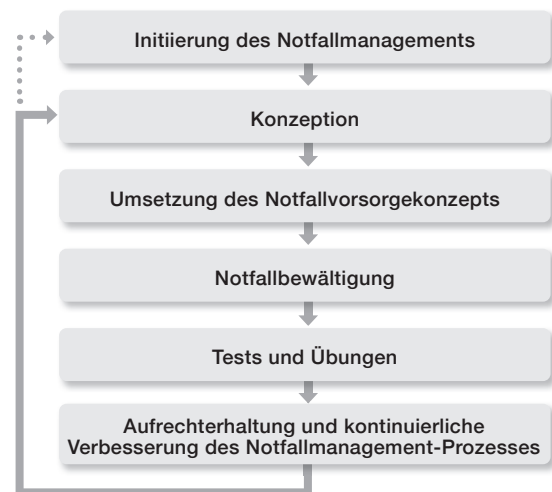 Initiierung des Notfallmanagements
Konzeption
Umsetzung des Notfallvorsorgekonzepts
Notfallbewältigung
Tests und Übungen
Aufrechterhaltung und kontinuierliche
Verbesserung des Notfallmanagement-Prozesses